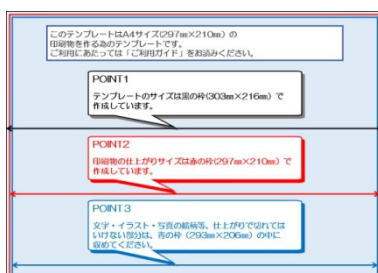 このテンプレートはA4サイズ(297㎜×210㎜)の
印刷物を作る為のテンプレートです。
ご利用にあたっては「ご利用ガイド」をお読みください。
POINT1
テンプレートのサイズは黒の枠(303㎜×216㎜)で
作成しています。
POINT2
印刷物の仕上がりサイズは赤の枠(297㎜×210㎜)で
作成しています。
POINT3
文字・イラスト・写真の絵柄等、仕上がりで切れては
いけない部分は、青の枠(293㎜×206㎜)の中に
収めてください。